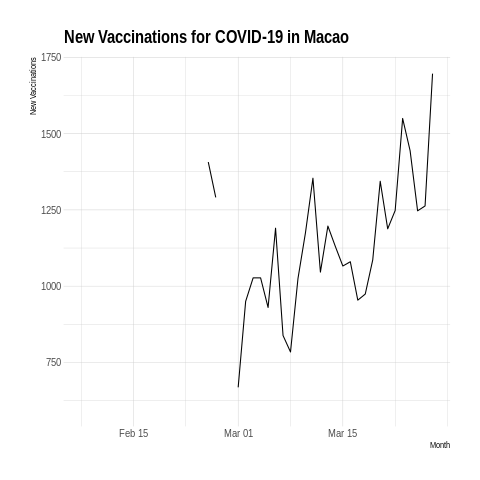 New Vaccinations for COVID-19 in Macao
New Vaccinations
1750
1500
1250
1000
750
Feb 15
Mar 01
Mar 15
Month